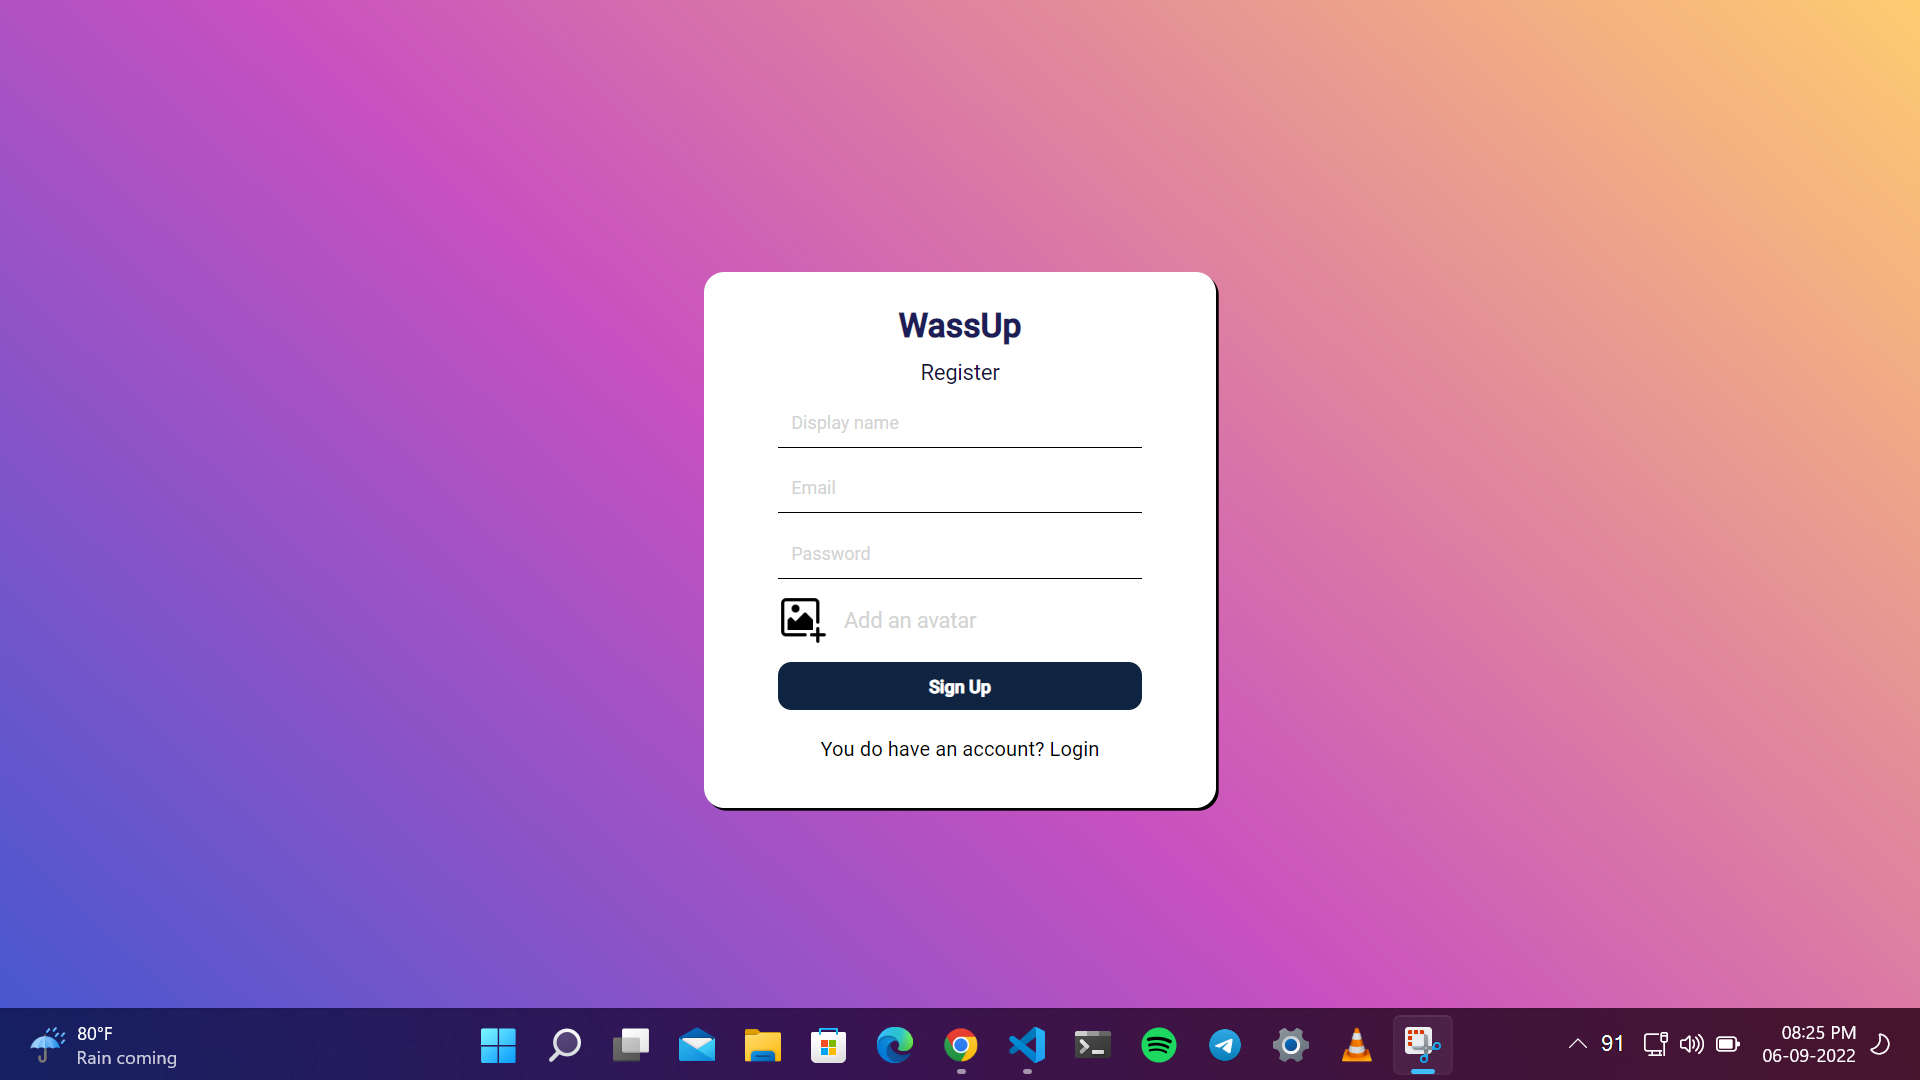 WassUp
Register
Display name
Email
Password
Add an avatar
Sign Up
You do have an account? Login
80°F
Rain coming
91
08:25 PM
06-09-2022